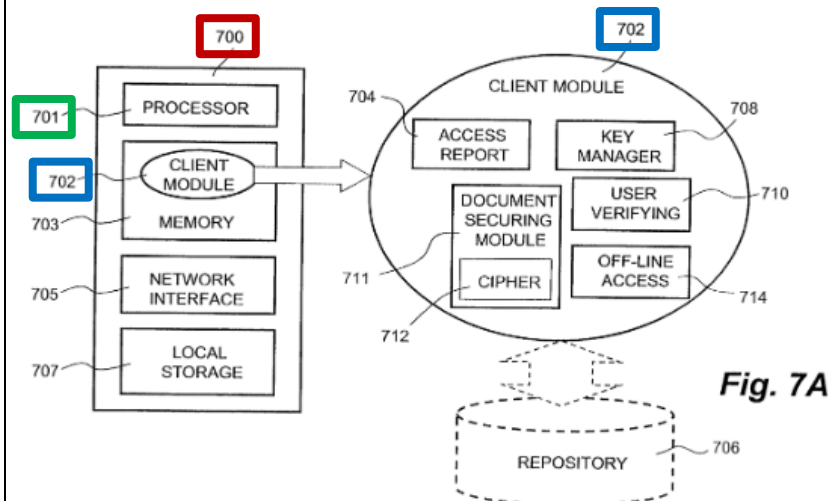 700
701
PROCESSOR
702
CLIENT
MODULE
703
MEMORY
705
NETWORK
INTERFACE
707
LOCAL
STORAGE
702
CLIENT MODULE
704
ACCESS
REPORT
708
KEY
MANAGER
710
USER
VERIFYING
DOCUMENT
SECURING
MODULE
711
CIPHER
712
OFF-LINE
ACCESS
714
Fig. 7A
706
REPOSITORY